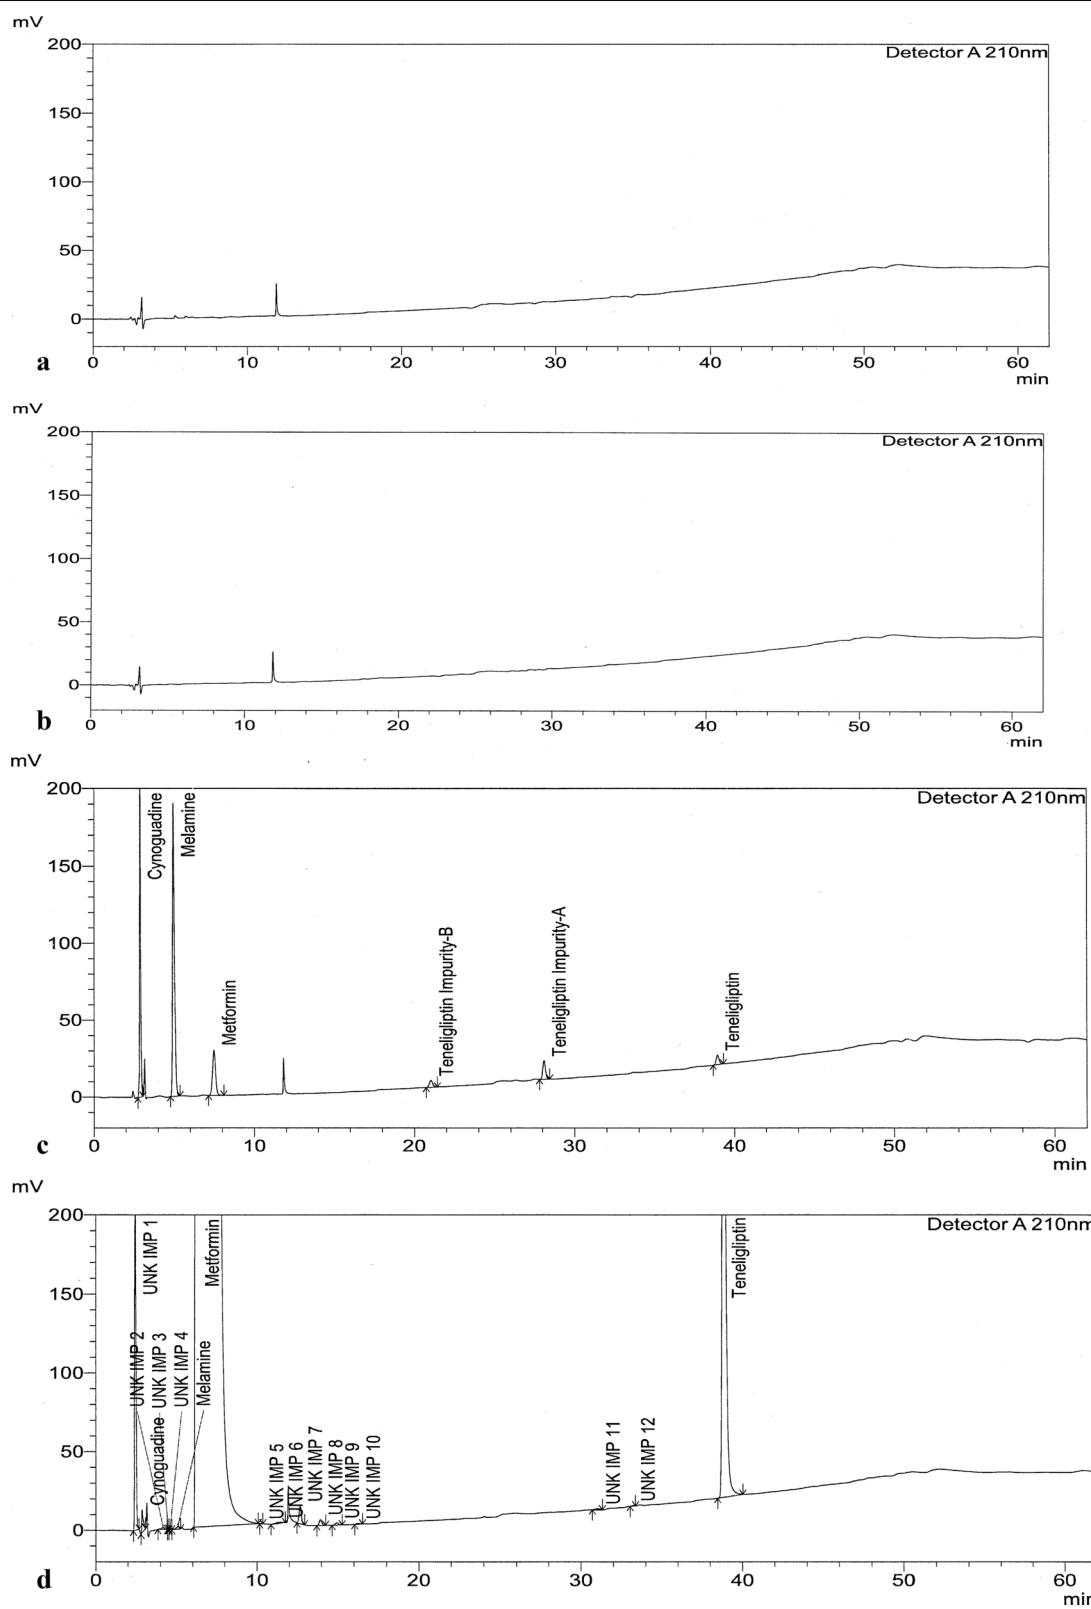 mV
200
Detector A 210nm
150
100
50
0
0 10 20 30 40 50 60
min
a
mV
200
Detector A 210nm
150
100
50
0
0 10 20 30 40 50 60
min
b
mV
200
Detector A 210nm
Cynoguadine
Melamine
150
100
Teneligliptin Impurity-B
Teneligliptin Impurity-A
Metformin
Teneligliptin
50
0
0 10 20 30 40 50 60
min
c
mV
200
Detector A 210nm
UNK IMP 1
Metformin
Teneligliptin
150
UNK IMP 2
UNK IMP 3
UNK IMP 4
Melamine
100
Cynoguadine
50
UNK IMP 5
UNK IMP 6
UNK IMP 7
UNK IMP 8
UNK IMP 9
UNK IMP 10
UNK IMP 11
UNK IMP 12
0
0 10 20 30 40 50 60
min
d